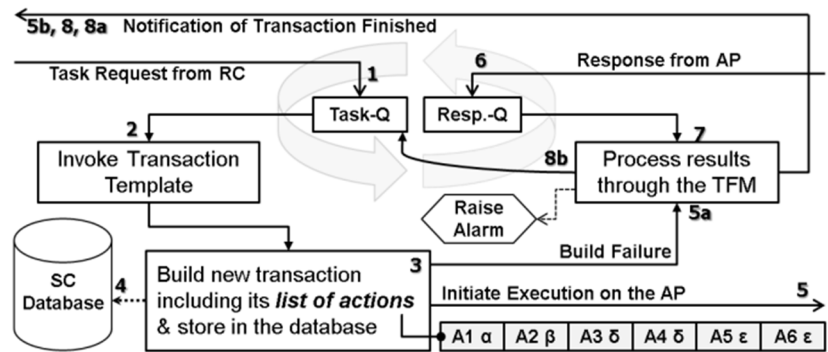 5b, 8, 8a Notification of Transaction Finished
Task Request from RC
1
6
Response from AP
Task-Q
Resp.-Q
2
Invoke Transaction
Template
8b
7
Process results
through the TFM
5a
Raise
Alarm
Build Failure
SC
Database
4
3
Build new transaction
including its list of actions
& store in the database
Initiate Execution on the AP
5
A1 α A2 β A3 δ A4 δ A5 ε A6 ε